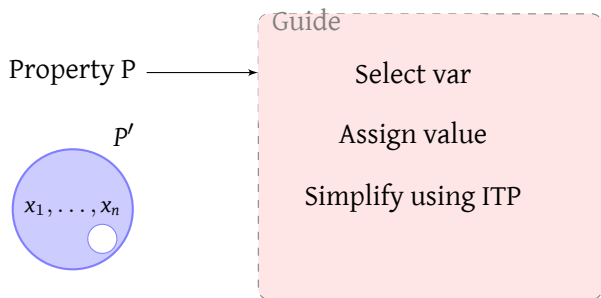 Guide
Property P
Select var
P′
Assign value
x₁, . . . , xₙ
Simplify using ITP